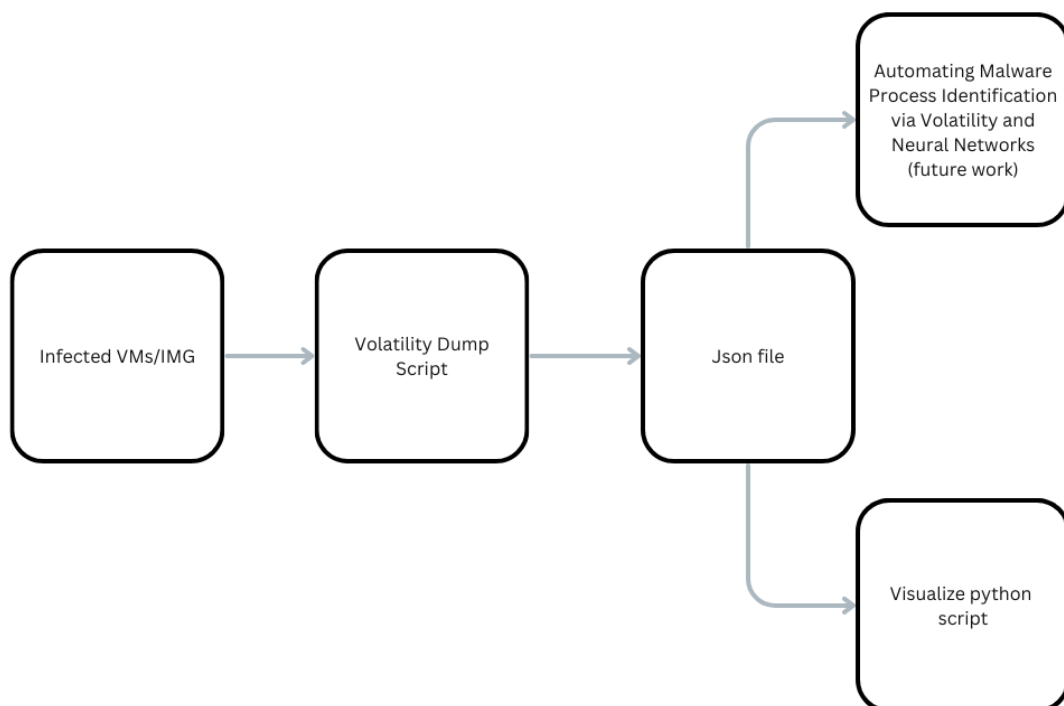 Automating Malware
Process Identification
via Volatility and
Neural Networks
(future work)
Infected VMs/IMG
Volatility Dump
Script
Json file
Visualize python
script